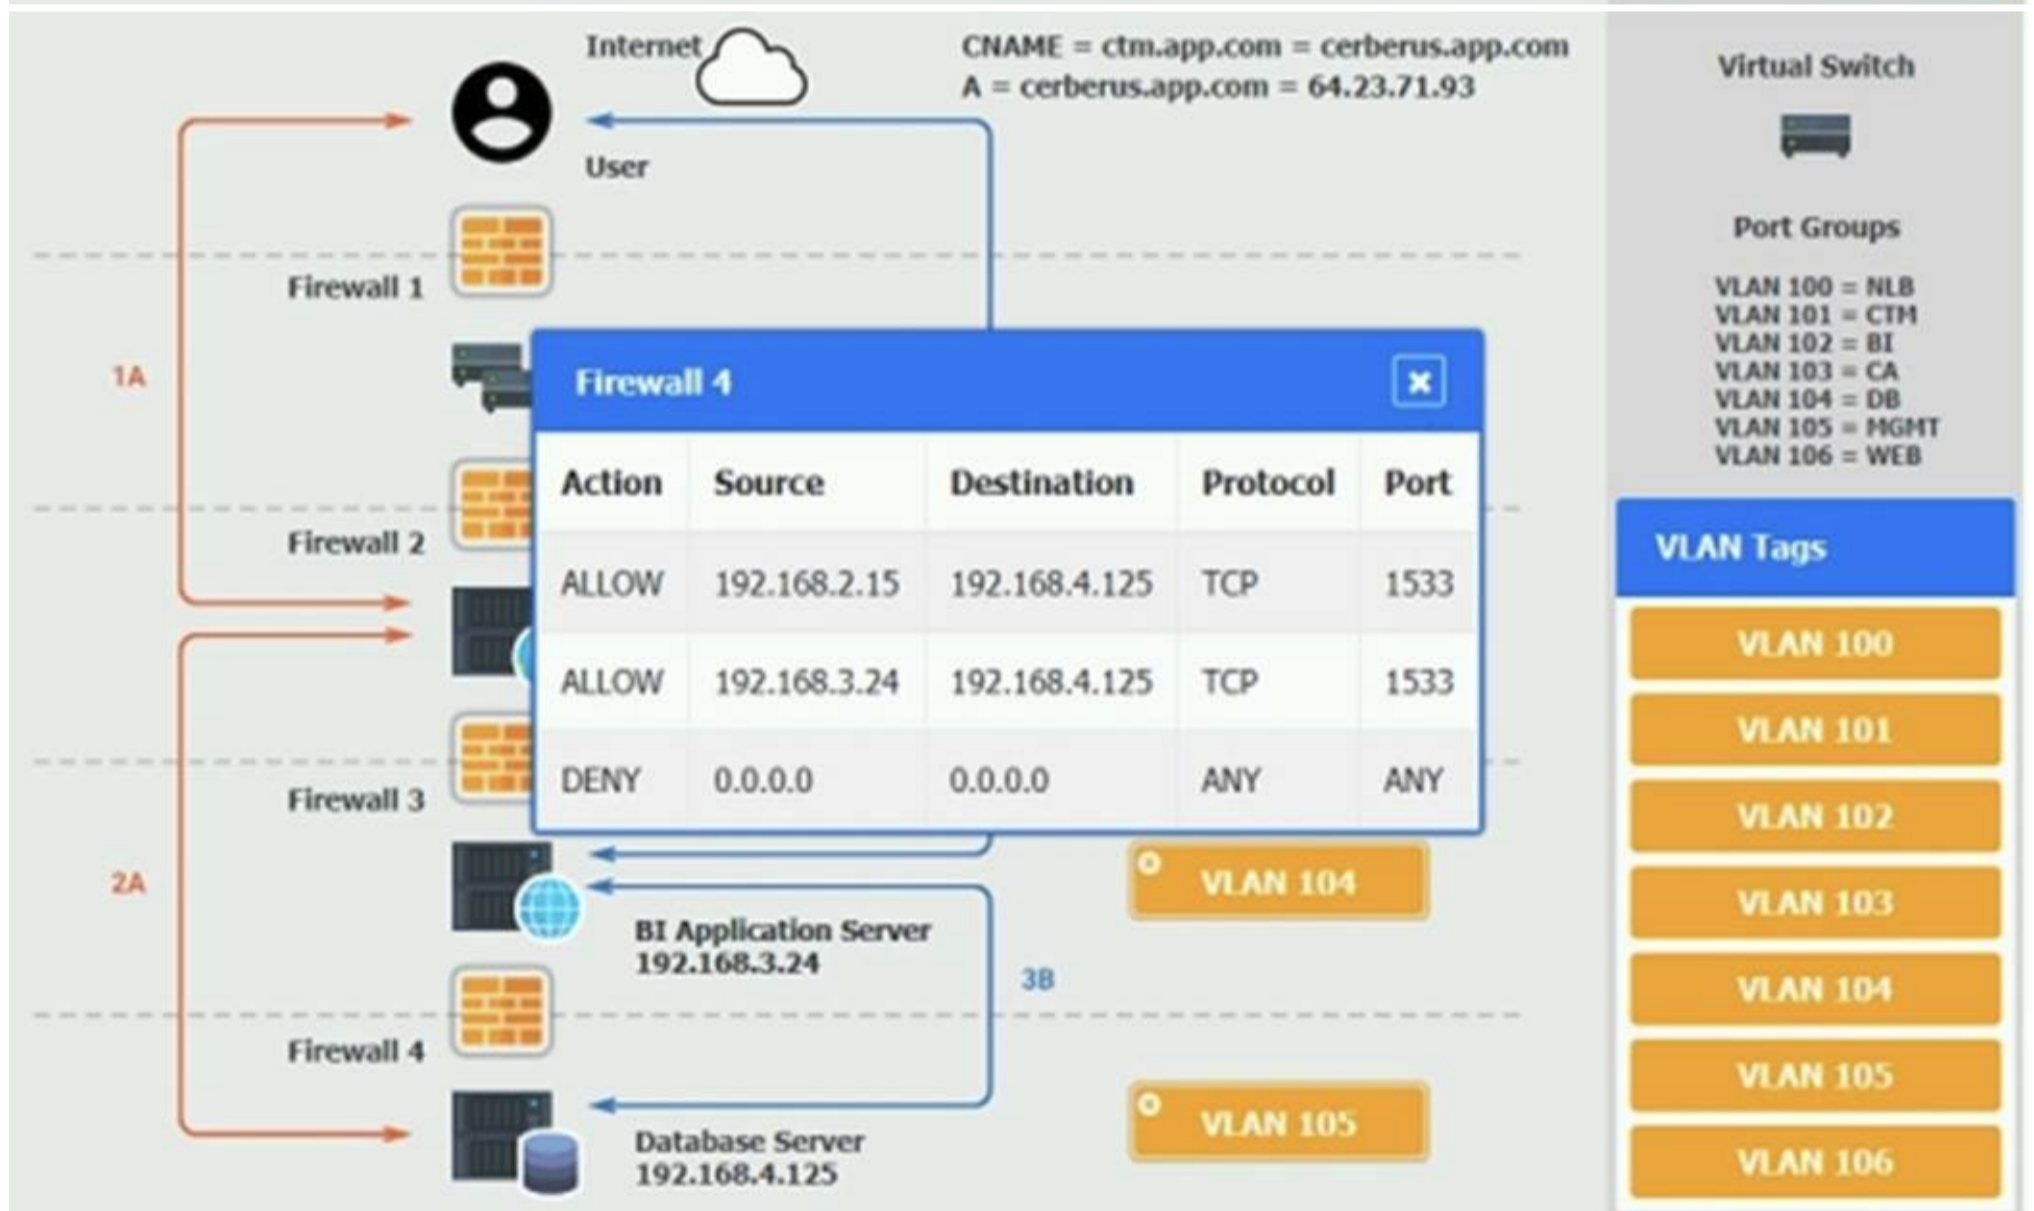 Internet
CNAME = ctm.app.com = cerberus.app.com
A = cerberus.app.com = 64.23.71.93
User
Firewall 1
1A
Firewall 2
Firewall 3
2A
Firewall 4
Action Source Destination Protocol Port
ALLOW 192.168.2.15 192.168.4.125 TCP 1533
ALLOW 192.168.3.24 192.168.4.125 TCP 1533
DENY 0.0.0.0 0.0.0.0 ANY ANY
VLAN 104
BI Application Server
192.168.3.24
3B
Firewall 4
VLAN 105
Database Server
192.168.4.125
Virtual Switch
Port Groups
VLAN 100 = NLB
VLAN 101 = CTM
VLAN 102 = BI
VLAN 103 = CA
VLAN 104 = DB
VLAN 105 = MGMT
VLAN 106 = WEB
VLAN Tags
VLAN 100
VLAN 101
VLAN 102
VLAN 103
VLAN 104
VLAN 105
VLAN 106